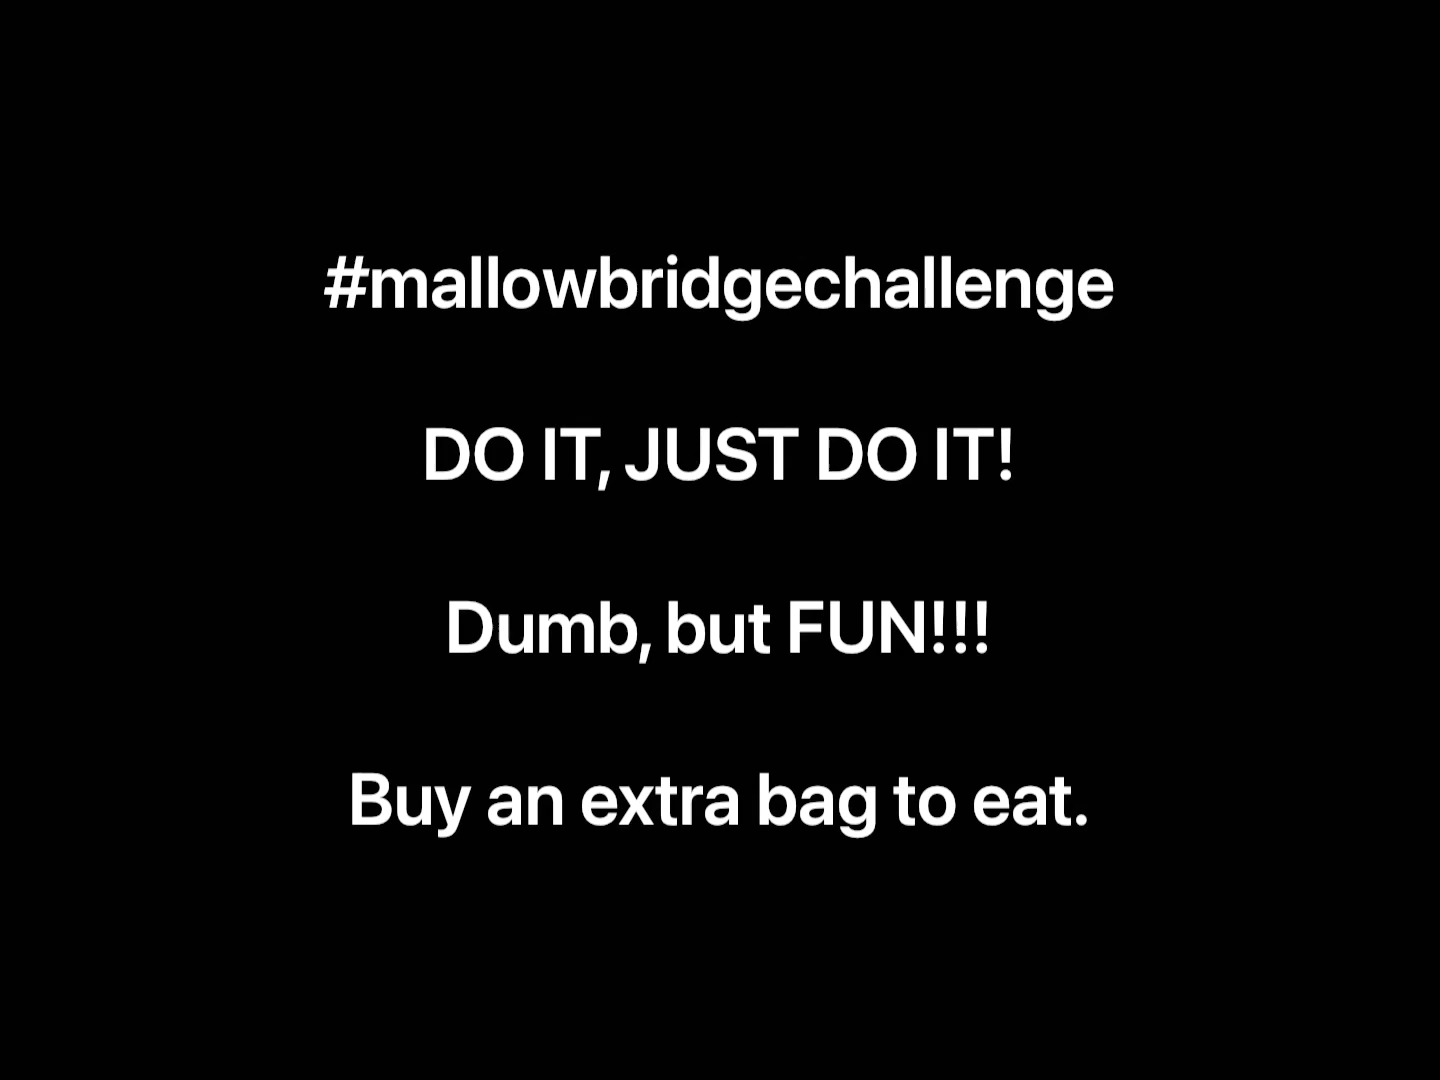 #mallowbridgechallenge
DO IT, JUST DO IT!
Dumb, but FUN!!!
Buy an extra bag to eat.